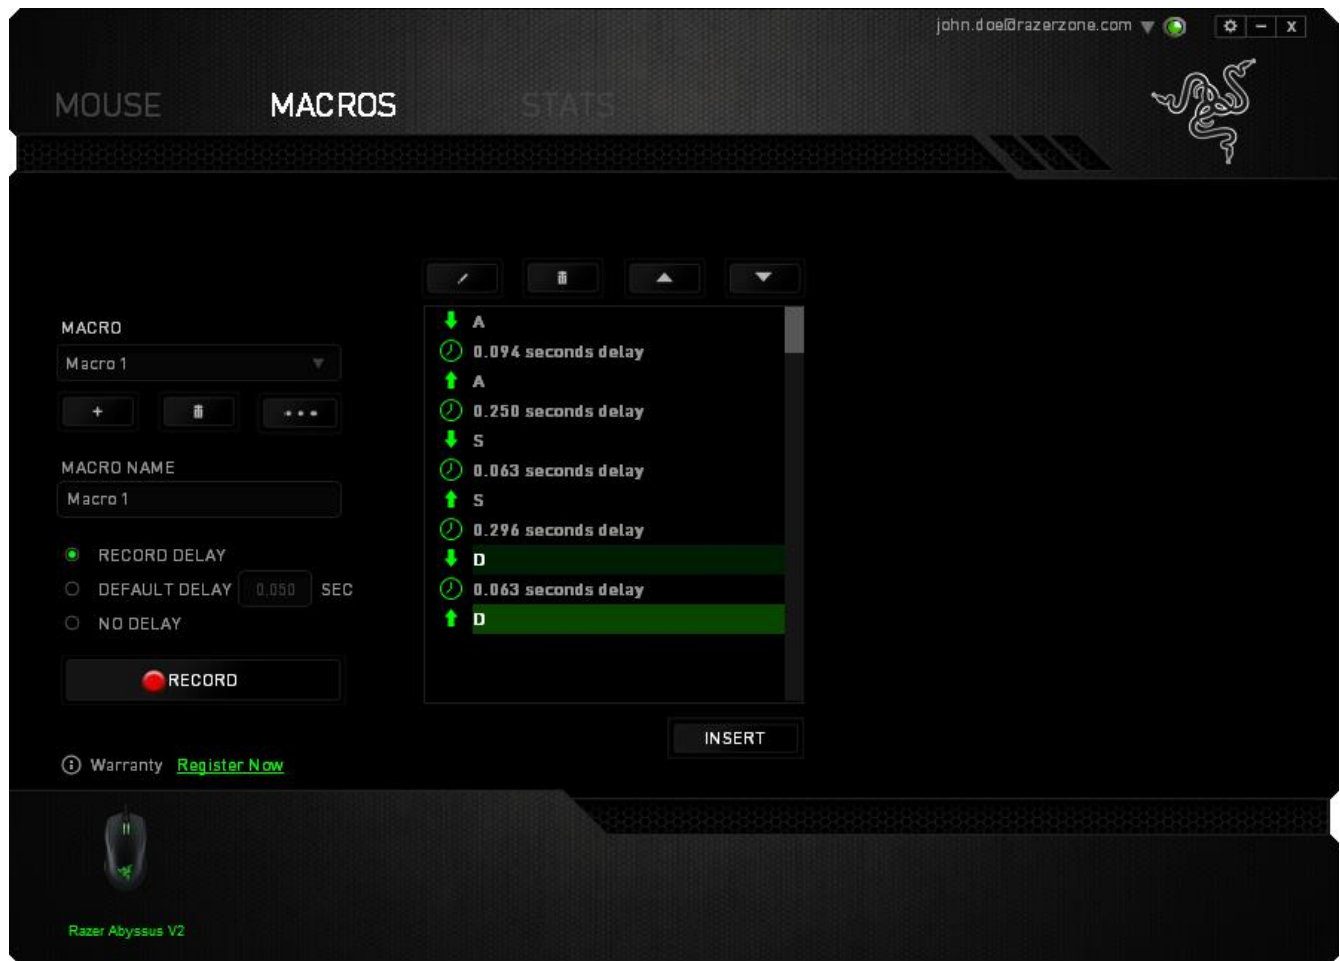 john.doe@razerzone.com
x
MOUSE MACROS STATS
MACRO
Macro 1
MACRO NAME
Macro 1
RECORD DELAY
DEFAULT DELAY 0.050 SEC
NO DELAY
RECORD
A
0.094 seconds delay
A
0.250 seconds delay
S
0.063 seconds delay
S
0.296 seconds delay
D
0.063 seconds delay
D
INSERT
Warranty Register Now
Razer Abyssus V2